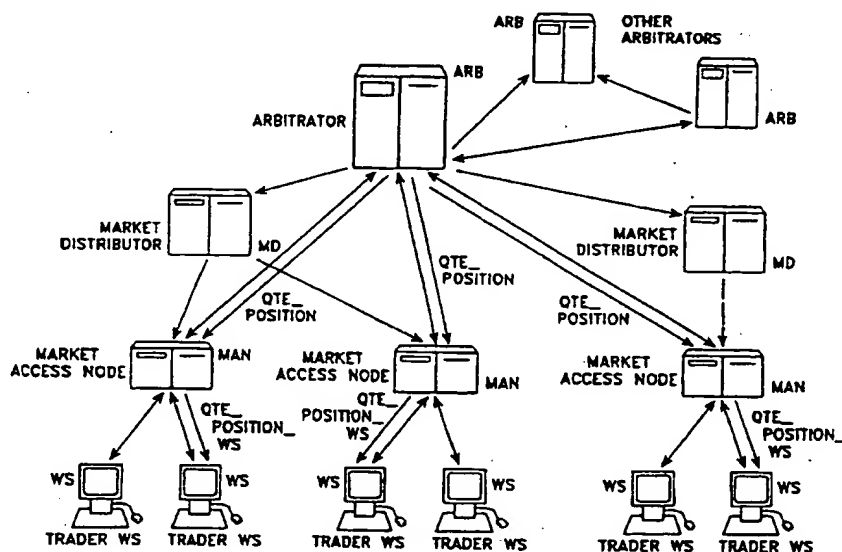 ARB
OTHER
ARBITRATORS
ARB
ARBITRATOR
ARB
MARKET
DISTRIBUTOR
MD
QTE_
POSITION
QTE_
POSITION
QTE_
POSITION
MARKET
DISTRIBUTOR
MD
MARKET
ACCESS NODE
MAN
MARKET
ACCESS NODE
MAN
MARKET
ACCESS NODE
MAN
QTE_
POSITION_
WS
QTE_
POSITION_
WS
QTE_
POSITION_
WS
WS
WS
WS
WS
WS
WS
TRADER WS
TRADER WS
TRADER WS
TRADER WS
TRADER WS
TRADER WS